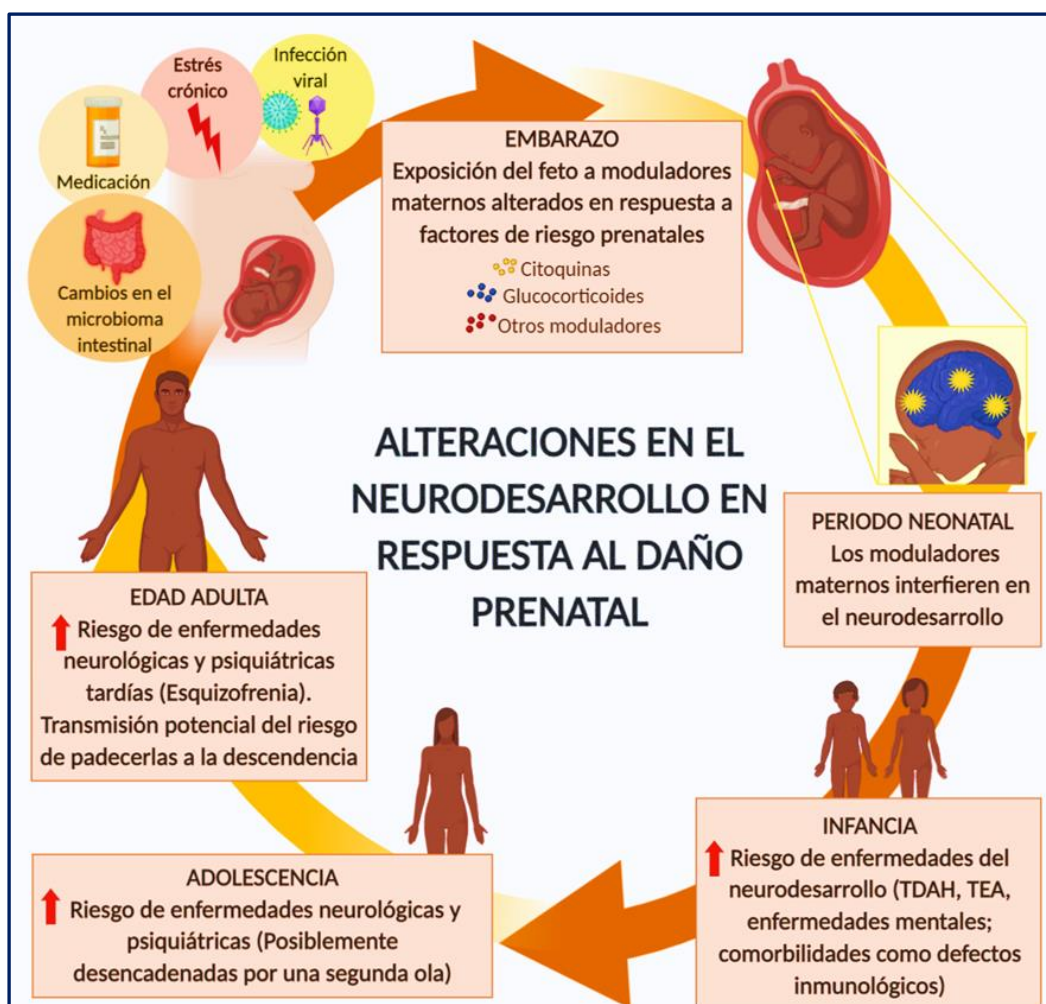 Estrés
crónico
Infección
viral
Medicación
Cambios en el
microbioma
intestinal
EMBARAZO
Exposición del feto a moduladores
maternos alterados en respuesta a
factores de riesgo prenatales
Citoquinas
Glucocorticoides
Otros moduladores
ALTERACIONES EN EL
NEURODESARROLLO EN
RESPUESTA AL DAÑO
PRENATAL
PERIODO NEONATAL
Los moduladores
maternos interfieren en
el neurodesarrollo
INFANCIA
Riesgo de enfermedades del
neurodesarrollo (TDAH, TEA,
enfermedades mentales;
comorbilidades como defectos
inmunológicos)
ADOLESCENCIA
Riesgo de enfermedades neurológicas y
psiquiátricas (Posiblemente
desencadenadas por una segunda ola)
EDAD ADULTA
Riesgo de enfermedades
neurológicas y psiquiátricas
tardías (Esquizofrenia).
Transmisión potencial del riesgo
de padecerlas a la descendencia